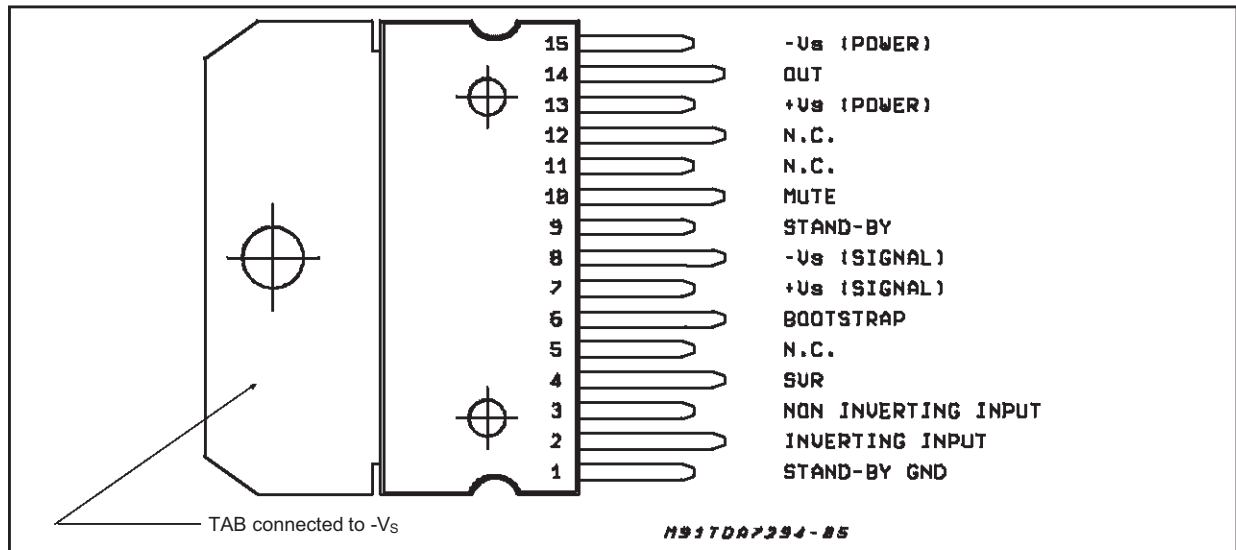 15 -Vs (POWER)
14 OUT
13 +Vs (POWER)
12 N.C.
11 N.C.
10 MUTE
9 STAND-BY
8 -Vs (SIGNAL)
7 +Vs (SIGNAL)
6 BOOTSTRAP
5 N.C.
4 SVR
3 NON INVERTING INPUT
2 INVERTING INPUT
1 STAND-BY GND
TAB connected to -VS
M91TDA7294-05